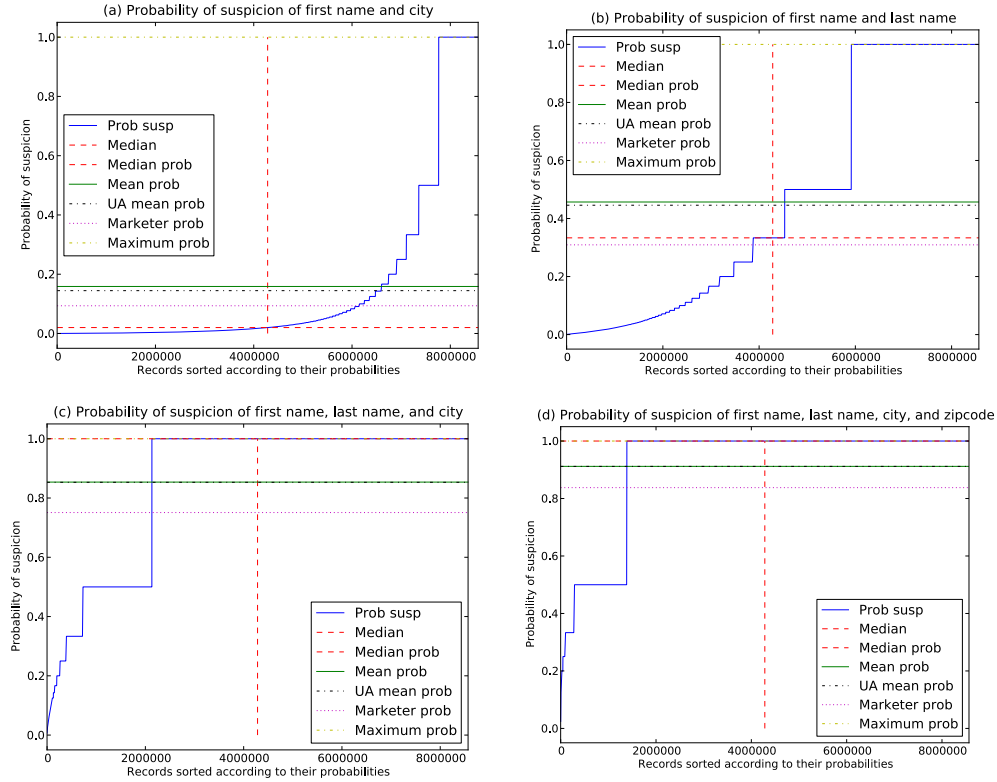 (a) Probability of suspicion of first name and city
1.0
0.8
0.6
0.4
0.2
0.0
Probability of suspicion
Prob susp
Median
Median prob
Mean prob
UA mean prob
Marketer prob
Maximum prob
0 2000000 4000000 6000000 8000000
Records sorted according to their probabilities
(b) Probability of suspicion of first name and last name
1.0
0.8
0.6
0.4
0.2
0.0
Probability of suspicion
Prob susp
Median
Median prob
Mean prob
UA mean prob
Marketer prob
Maximum prob
0 2000000 4000000 6000000 8000000
Records sorted according to their probabilities
(c) Probability of suspicion of first name, last name, and city
1.0
0.8
0.6
0.4
0.2
0.0
Probability of suspicion
Prob susp
Median
Median prob
Mean prob
UA mean prob
Marketer prob
Maximum prob
0 2000000 4000000 6000000 8000000
Records sorted according to their probabilities
(d) Probability of suspicion of first name, last name, city, and zipcode
1.0
0.8
0.6
0.4
0.2
0.0
Probability of suspicion
Prob susp
Median
Median prob
Mean prob
UA mean prob
Marketer prob
Maximum prob
0 2000000 4000000 6000000 8000000
Records sorted according to their probabilities